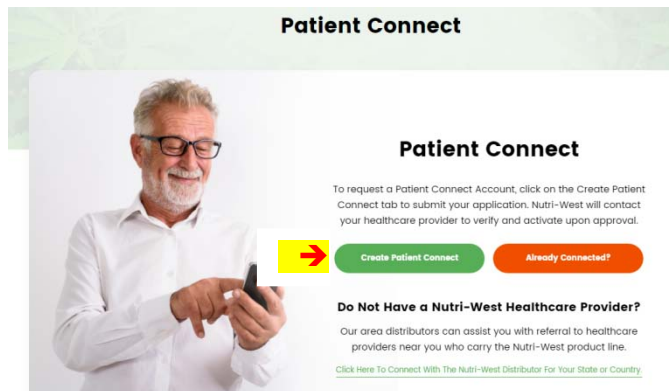 Patient Connect
Patient Connect
To request a Patient Connect Account, click on the Create Patient
Connect tab to submit your application. Nutri-West will contact
your healthcare provider to verify and activate upon approval.
Create Patient Connect
Already Connected?
Do Not Have a Nutri-West Healthcare Provider?
Our area distributors can assist you with referral to healthcare
providers near you who carry the Nutri-West product line.
Click Here To Connect With The Nutri-West Distributor For Your State or Country.